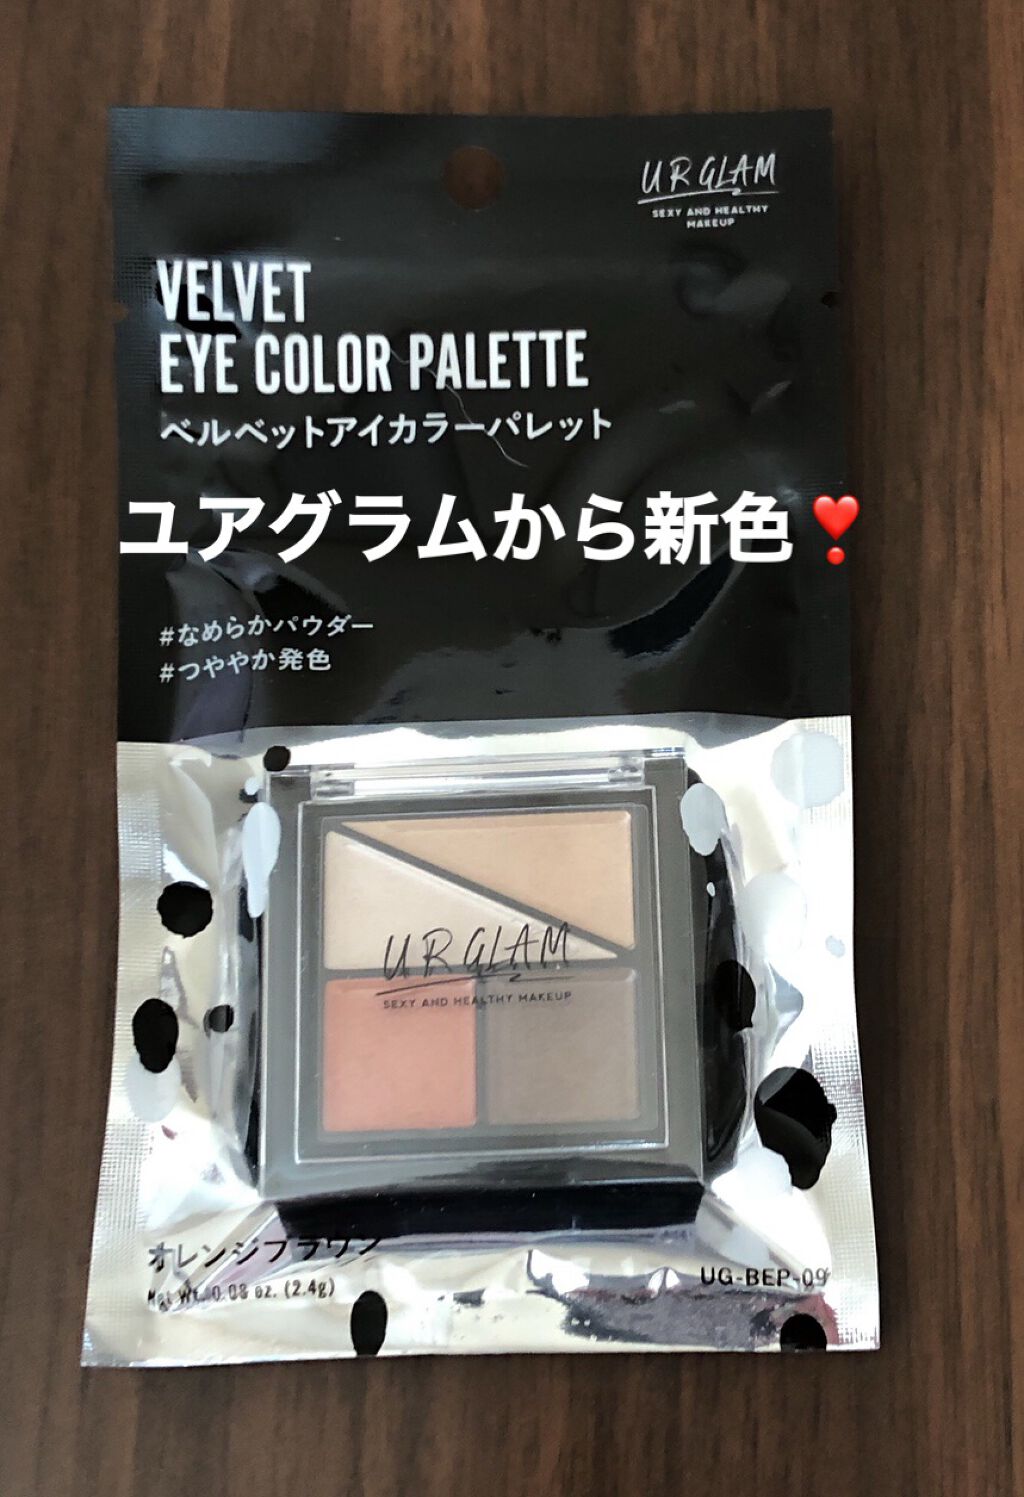 UR GLAM
SEXY AND HEALTHY
MAKEUP
VELVET
EYE COLOR PALETTE
ベルベットアイカラーパレット
ユアグラムから新色❣️
#なめらかパウダー
#つややか発色
UR GLAM
SEXY AND HEALTHY MAKEUP
オレンジブラウン
Net Wt. 0.08 oz. (2.4g)
UG-BEP-09